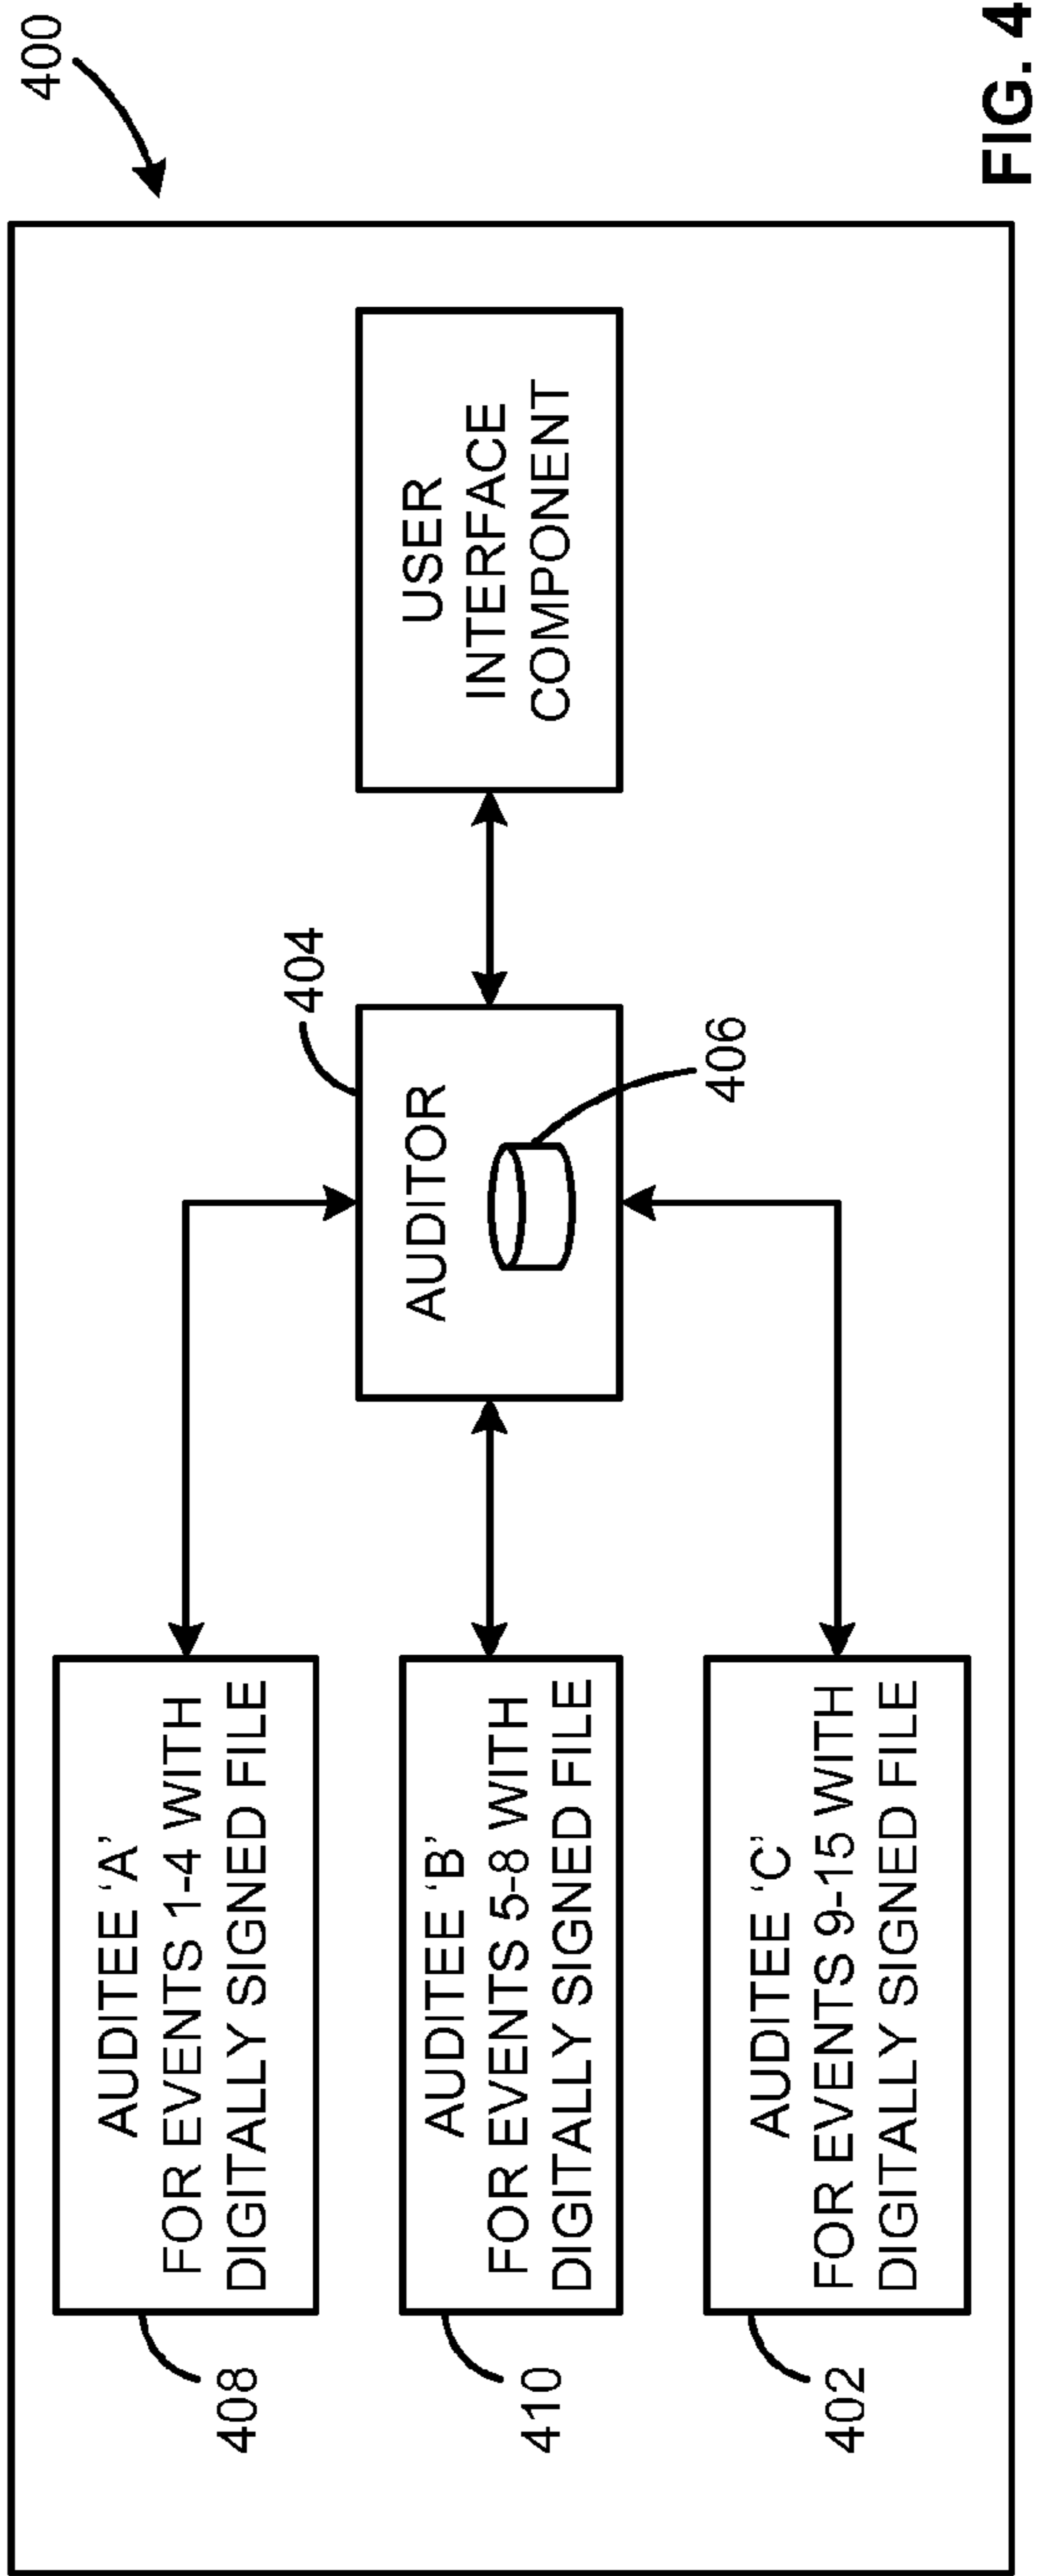 400
AUDITEE ‘A’
FOR EVENTS 1-4 WITH
DIGITALLY SIGNED FILE
408
AUDITEE ‘B’
FOR EVENTS 5-8 WITH
DIGITALLY SIGNED FILE
410
AUDITEE ‘C’
FOR EVENTS 9-15 WITH
DIGITALLY SIGNED FILE
402
AUDITOR
404
406
USER
INTERFACE
COMPONENT
FIG. 4